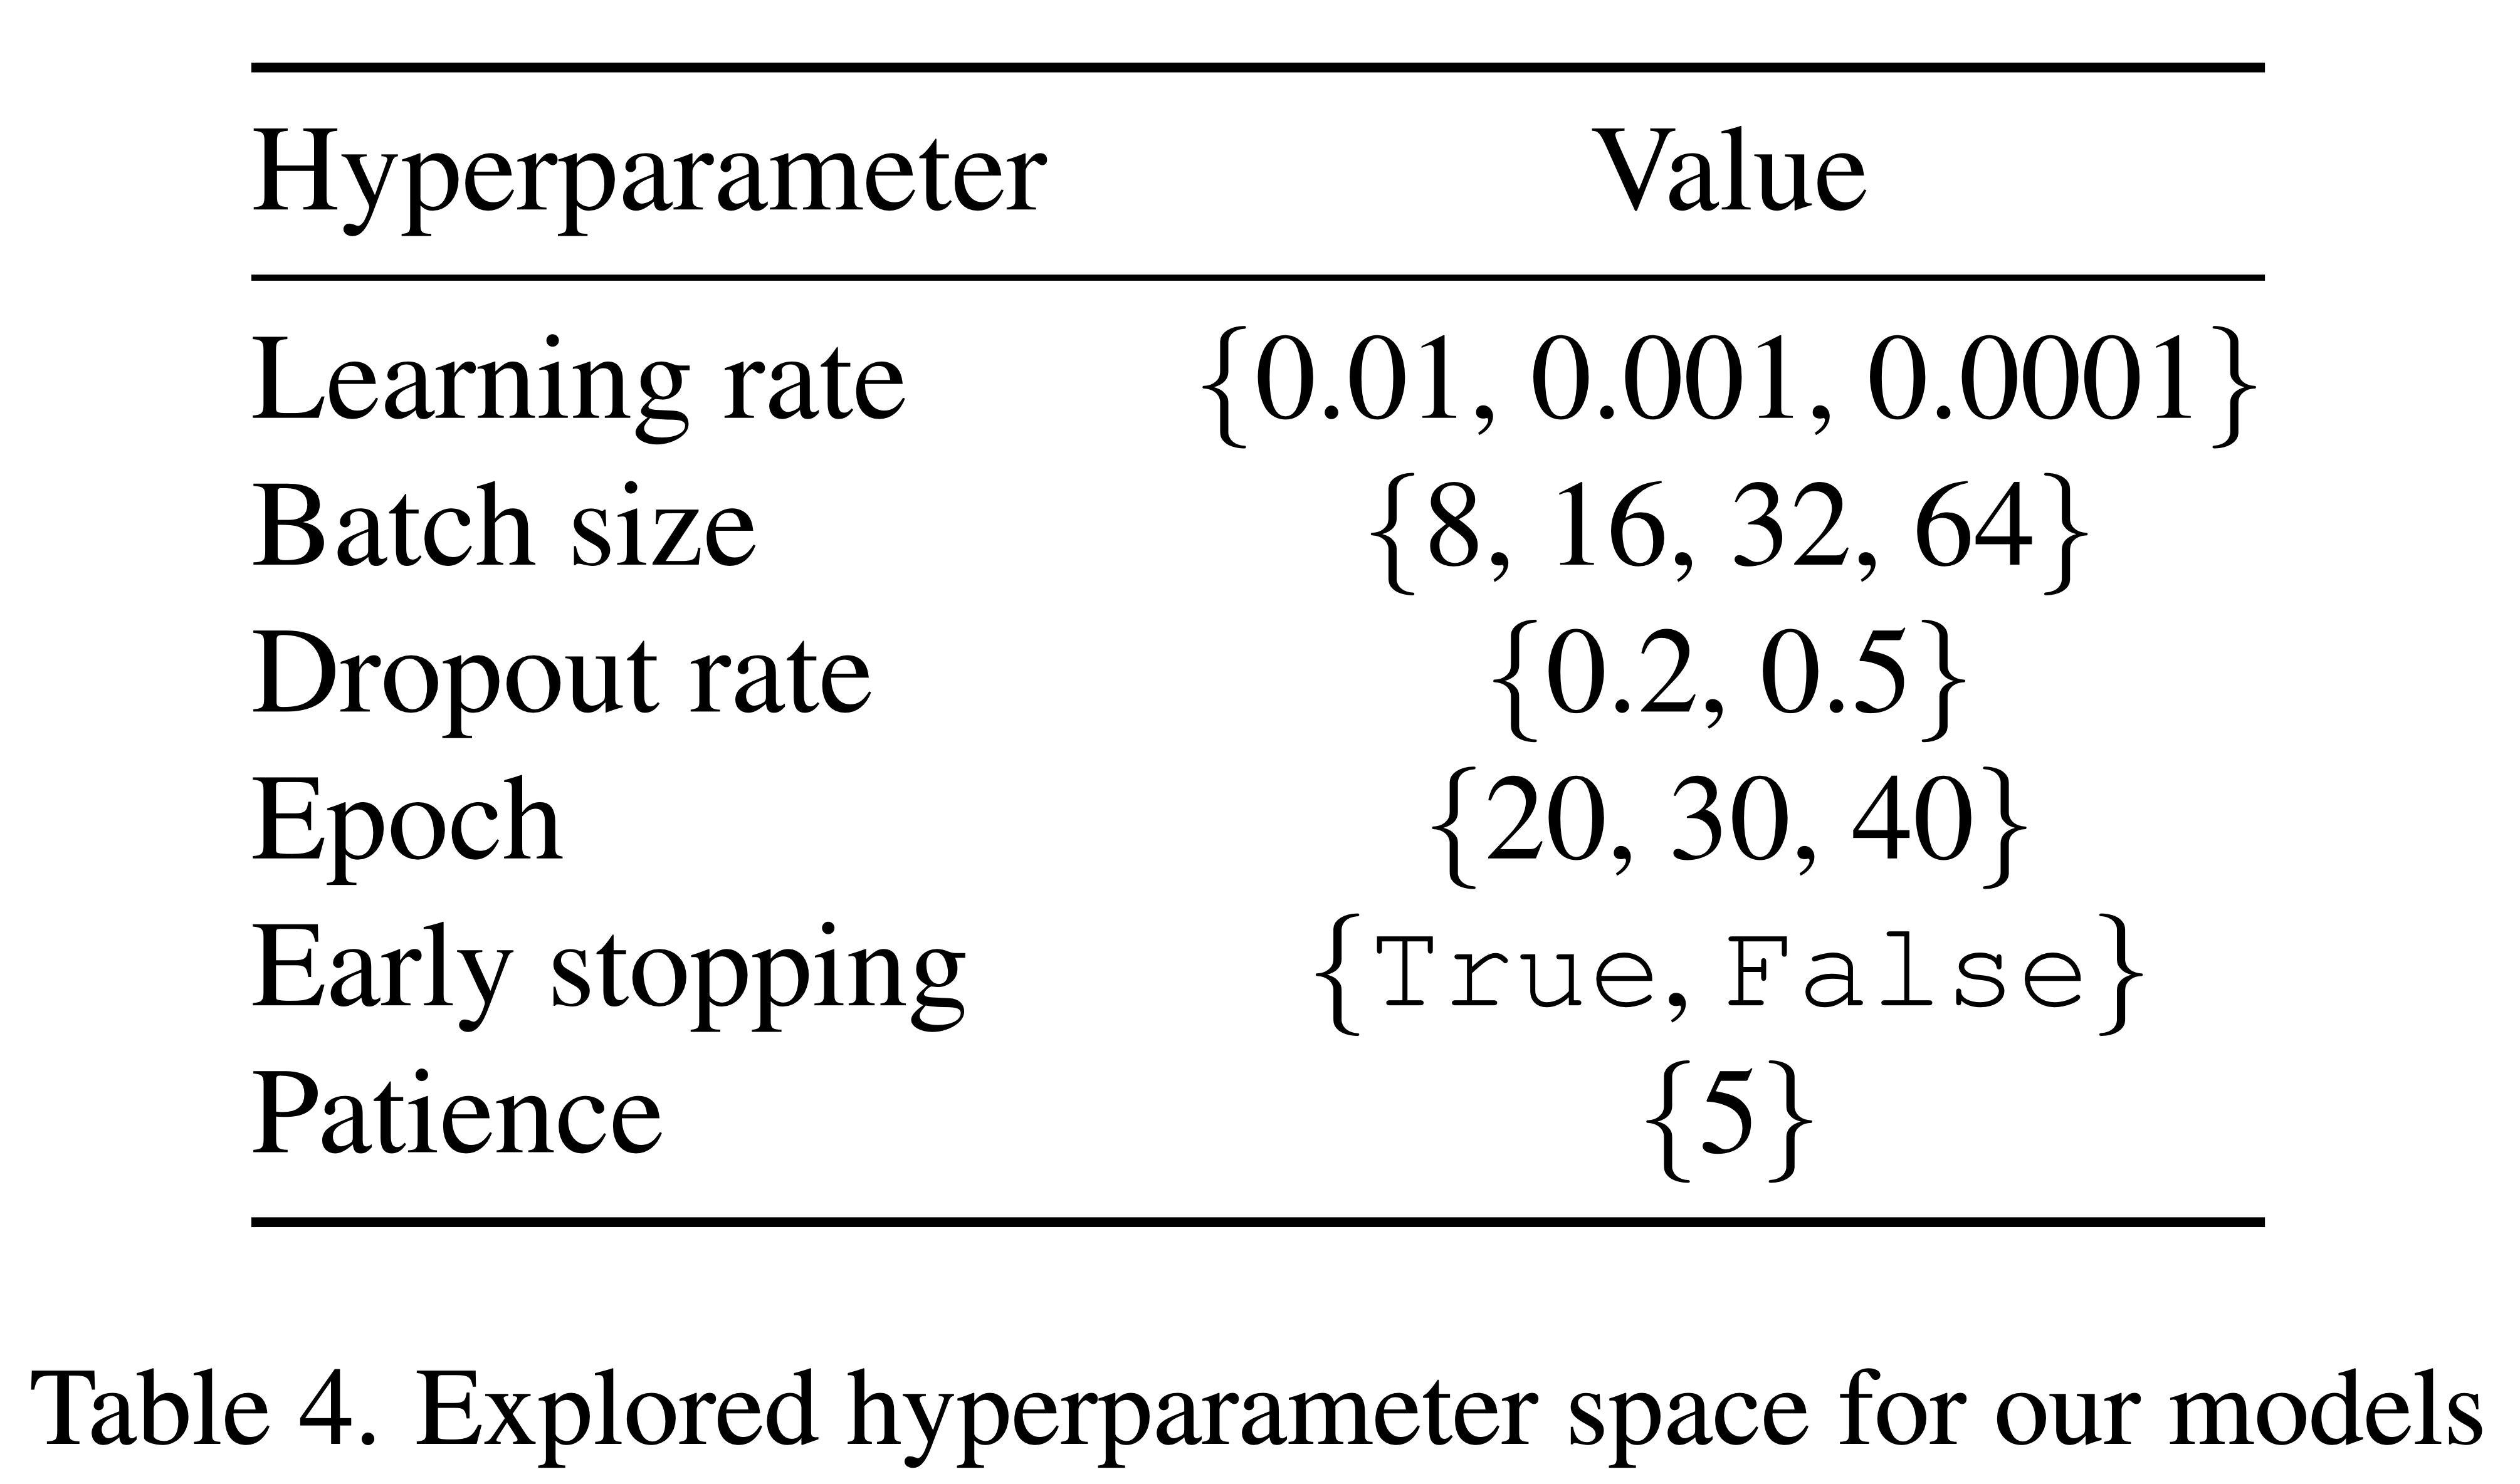 Hyperparameter Value
Learning rate {0.01, 0.001, 0.0001}
Batch size {8, 16, 32, 64}
Dropout rate {0.2, 0.5}
Epoch {20, 30, 40}
Early stopping {True, False}
Patience {5}
Table 4. Explored hyperparameter space for our models